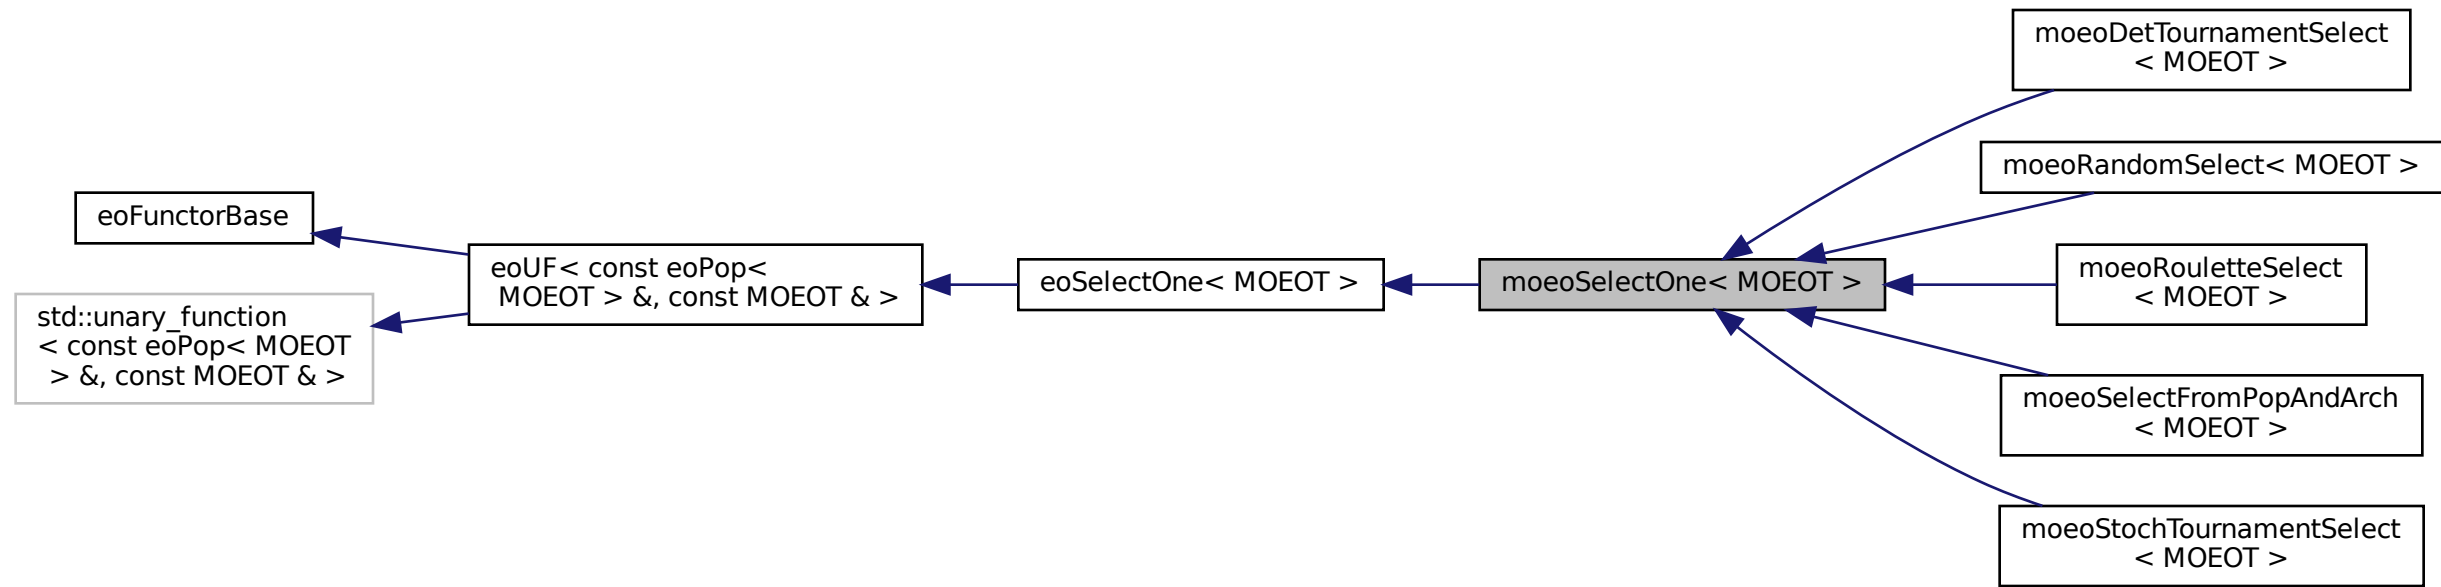 eoFunctorBase
std::unary_function
< const eoPop< MOEOT
> &, const MOEOT & >
eoUF< const eoPop<
MOEOT > &, const MOEOT & >
eoSelectOne< MOEOT >
moeoSelectOne< MOEOT >
moeoDetTournamentSelect
< MOEOT >
moeoRandomSelect< MOEOT >
moeoRouletteSelect
< MOEOT >
moeoSelectFromPopAndArch
< MOEOT >
moeoStochTournamentSelect
< MOEOT >